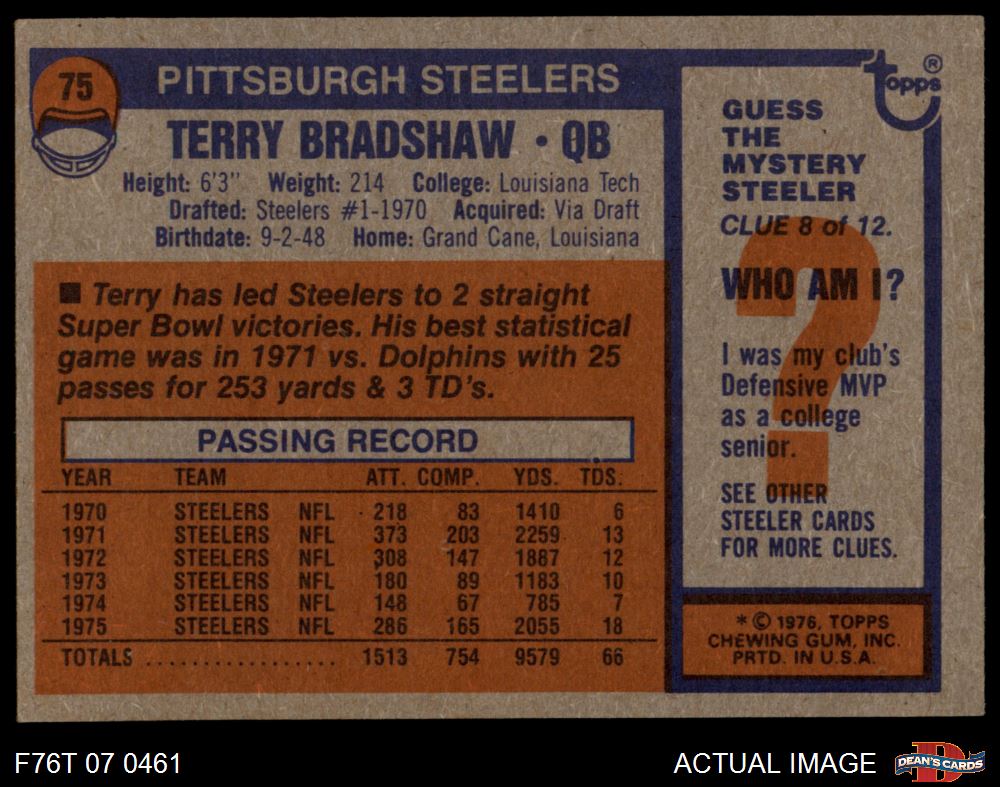 75
PITTSBURGH STEELERS
TERRY BRADSHAW • QB
Height: 6'3" Weight: 214 College: Louisiana Tech
Drafted: Steelers #1-1970 Acquired: Via Draft
Birthdate: 9-2-48 Home: Grand Cane, Louisiana
■ Terry has led Steelers to 2 straight
Super Bowl victories. His best statistical
game was in 1971 vs. Dolphins with 25
passes for 253 yards & 3 TD's.
PASSING RECORD
YEAR TEAM ATT. COMP. YDS. TDS.
1970 STEELERS NFL 218 83 1410 6
1971 STEELERS NFL 373 203 2259 13
1972 STEELERS NFL 308 147 1887 12
1973 STEELERS NFL 180 89 1183 10
1974 STEELERS NFL 148 67 785 7
1975 STEELERS NFL 286 165 2055 18
TOTALS .................. 1513 754 9579 66
topps ®
GUESS
THE
MYSTERY
STEELER
CLUE 8 of 12.
?
WHO AM I?
I was my club's
Defensive MVP
as a college
senior.
SEE OTHER
STEELER CARDS
FOR MORE CLUES.
* © 1976, TOPPS
CHEWING GUM, INC.
PRTD. IN U.S.A.
F76T 07 0461
ACTUAL IMAGE
D
DEAN'S CARDS